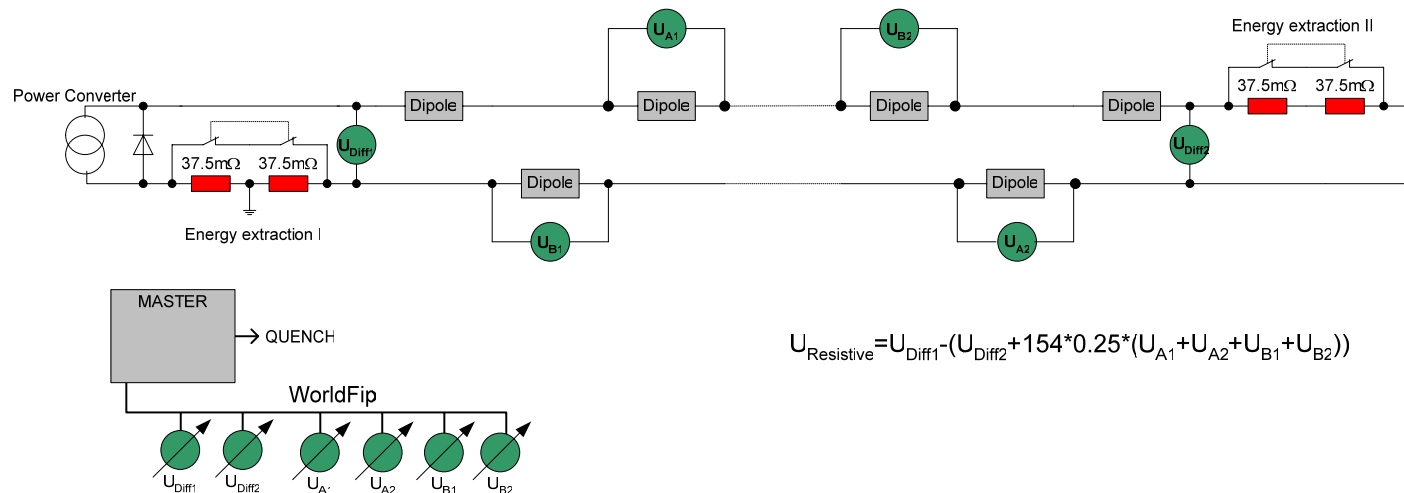 U_A1
U_B2
Energy extraction II
37.5mΩ 37.5mΩ
Power Converter
Dipole
Dipole
Dipole
Dipole
U_Diff1
U_Diff2
37.5mΩ 37.5mΩ
Dipole
Dipole
Energy extraction I
U_B1
U_A2
MASTER
QUENCH
U_Resistive=U_Diff1-(U_Diff2+154*0.25*(U_A1+U_A2+U_B1+U_B2))
WorldFip
U_Diff1 U_Diff2 U_A1 U_A2 U_B1 U_B2